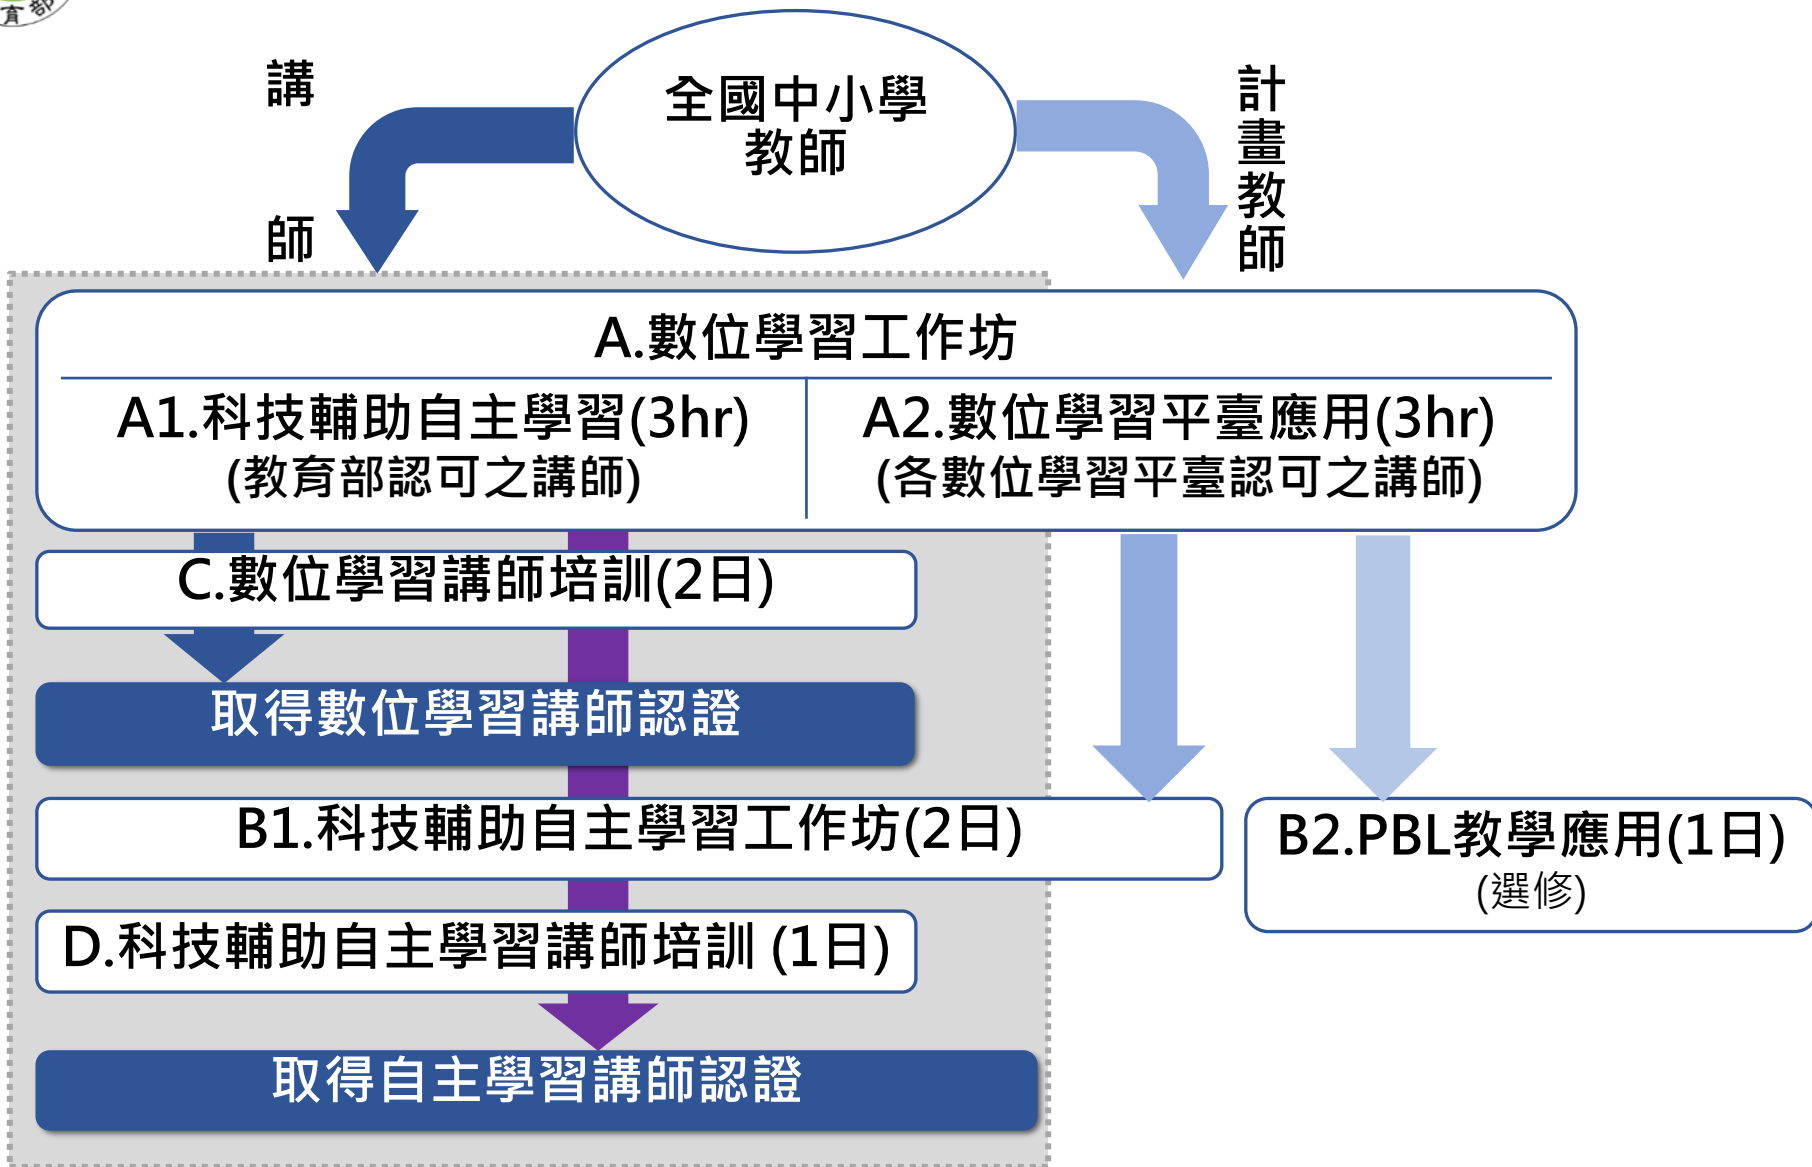 育部
講師
全國中小學
教師
計畫教師
A.數位學習工作坊
A1.科技輔助自主學習(3hr)
(教育部認可之講師)
A2.數位學習平臺應用(3hr)
(各數位學習平臺認可之講師)
C.數位學習講師培訓(2日)
取得數位學習講師認證
B1.科技輔助自主學習工作坊(2日)
B2.PBL教學應用(1日)
(選修)
D.科技輔助自主學習講師培訓 (1日)
取得自主學習講師認證